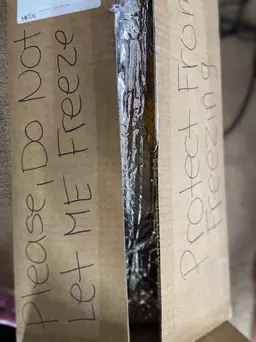 Please, Do Not
Let ME Freeze
Protect From
Freezing